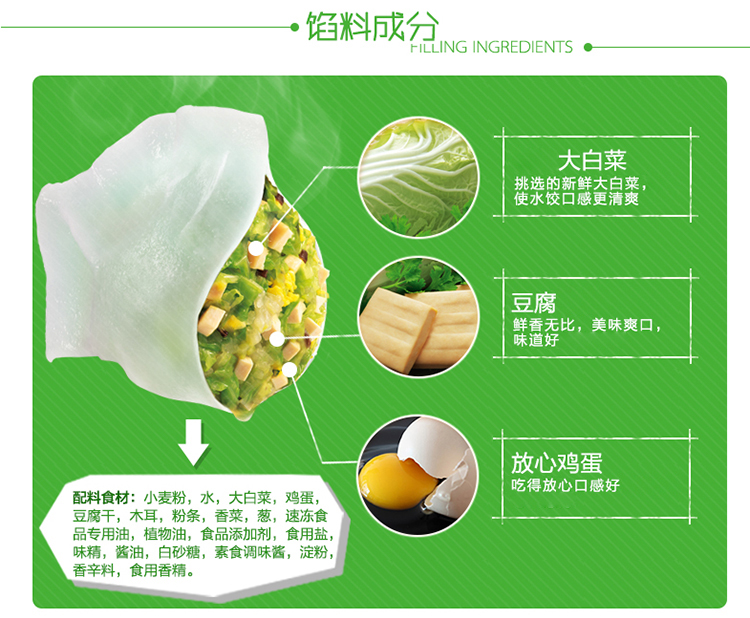 馅料成分
FILLING INGREDIENTS
大白菜
挑选的新鲜大白菜，
使水饺口感更清爽
豆腐
鲜香无比，美味爽口，
味道好
放心鸡蛋
吃得放心口感好
配料食材：小麦粉，水，大白菜，鸡蛋，
豆腐干，木耳，粉条，香菜，葱，速冻食
品专用油，植物油，食品添加剂，食用盐，
味精，酱油，白砂糖，素食调味酱，淀粉，
香辛料，食用香精。